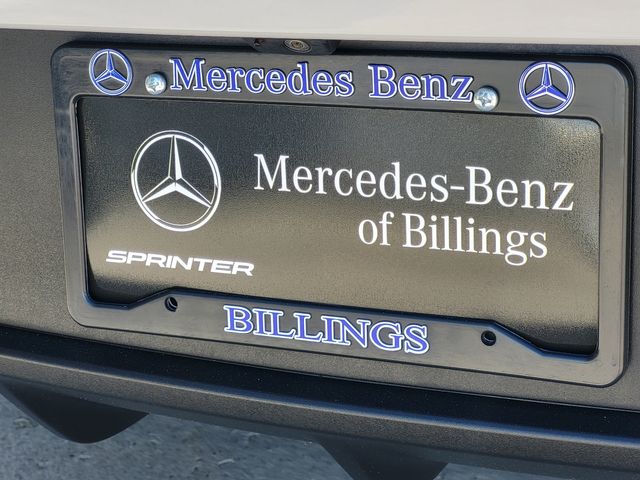 Mercedes Benz
Mercedes-Benz
of Billings
SPRINTER
BILLINGS